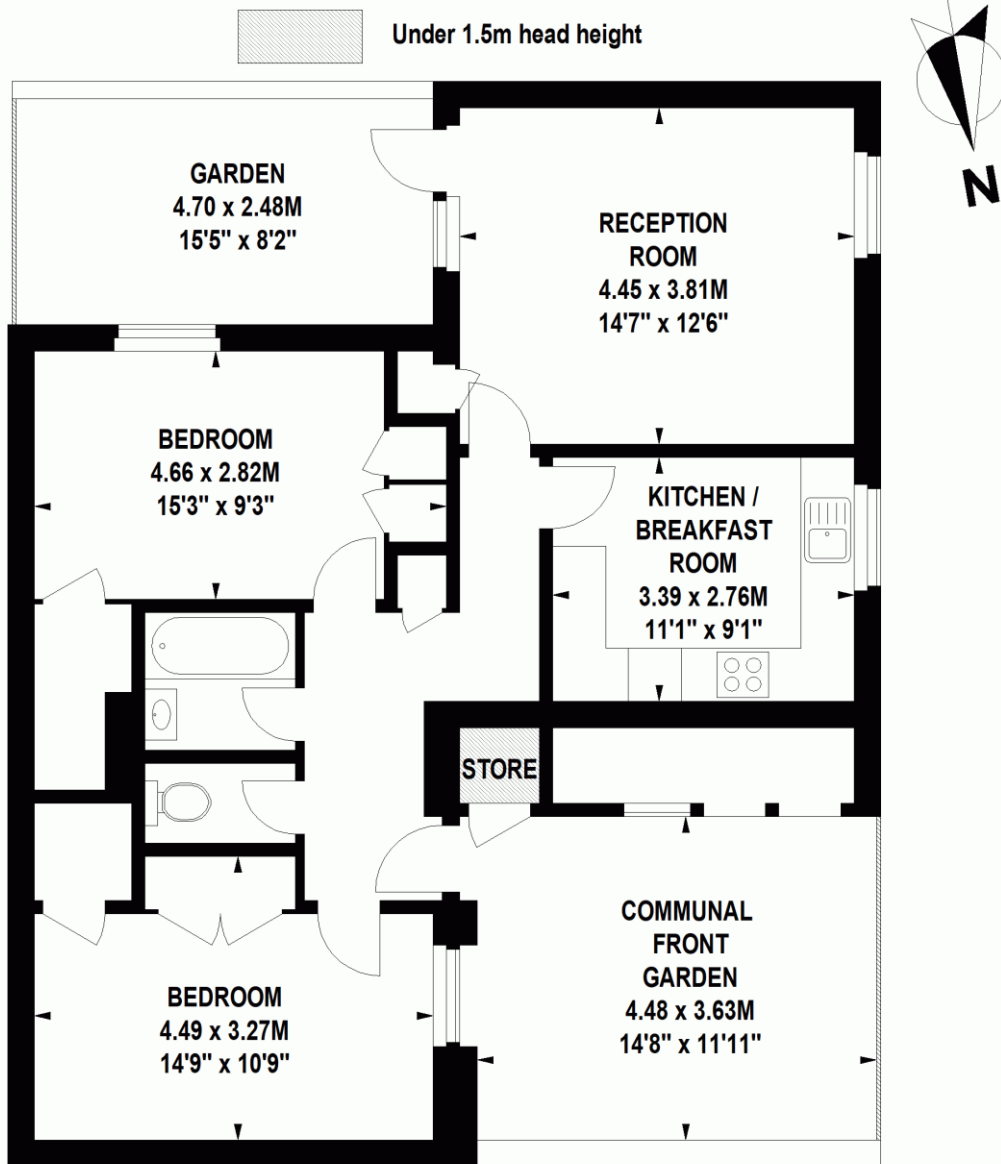 Under 1.5m head height
N
GARDEN
4.70 x 2.48M
15'5" x 8'2"
RECEPTION
ROOM
4.45 x 3.81M
14'7" x 12'6"
BEDROOM
4.66 x 2.82M
15'3" x 9'3"
KITCHEN /
BREAKFAST
ROOM
3.39 x 2.76M
11'1" x 9'1"
STORE
COMMUNAL
FRONT
GARDEN
4.48 x 3.63M
14'8" x 11'11"
BEDROOM
4.49 x 3.27M
14'9" x 10'9"